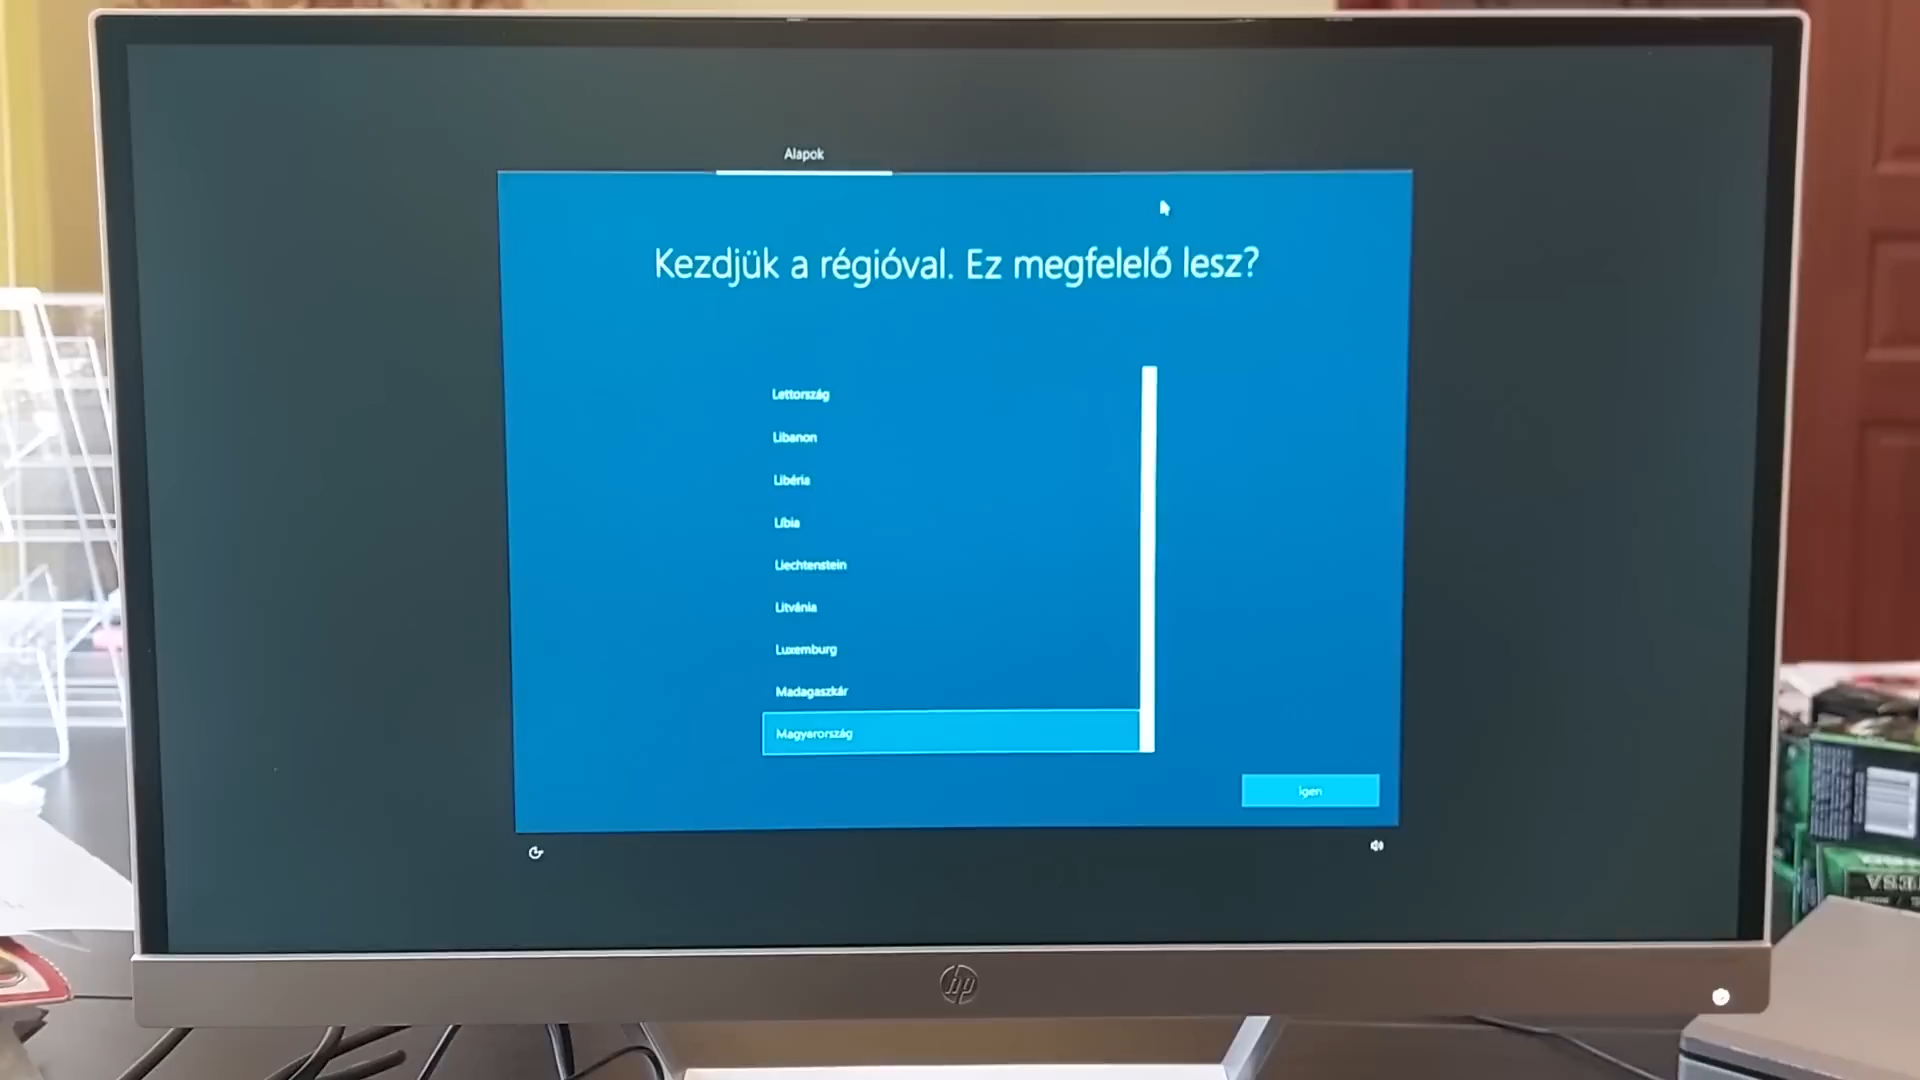 Alapok
Kezdjük a régióval. Ez megfelelő lesz?
Lettország
Libanon
Libéria
Líbia
Liechtenstein
Litvánia
Luxemburg
Madagaszkár
Magyarország
Igen
hp